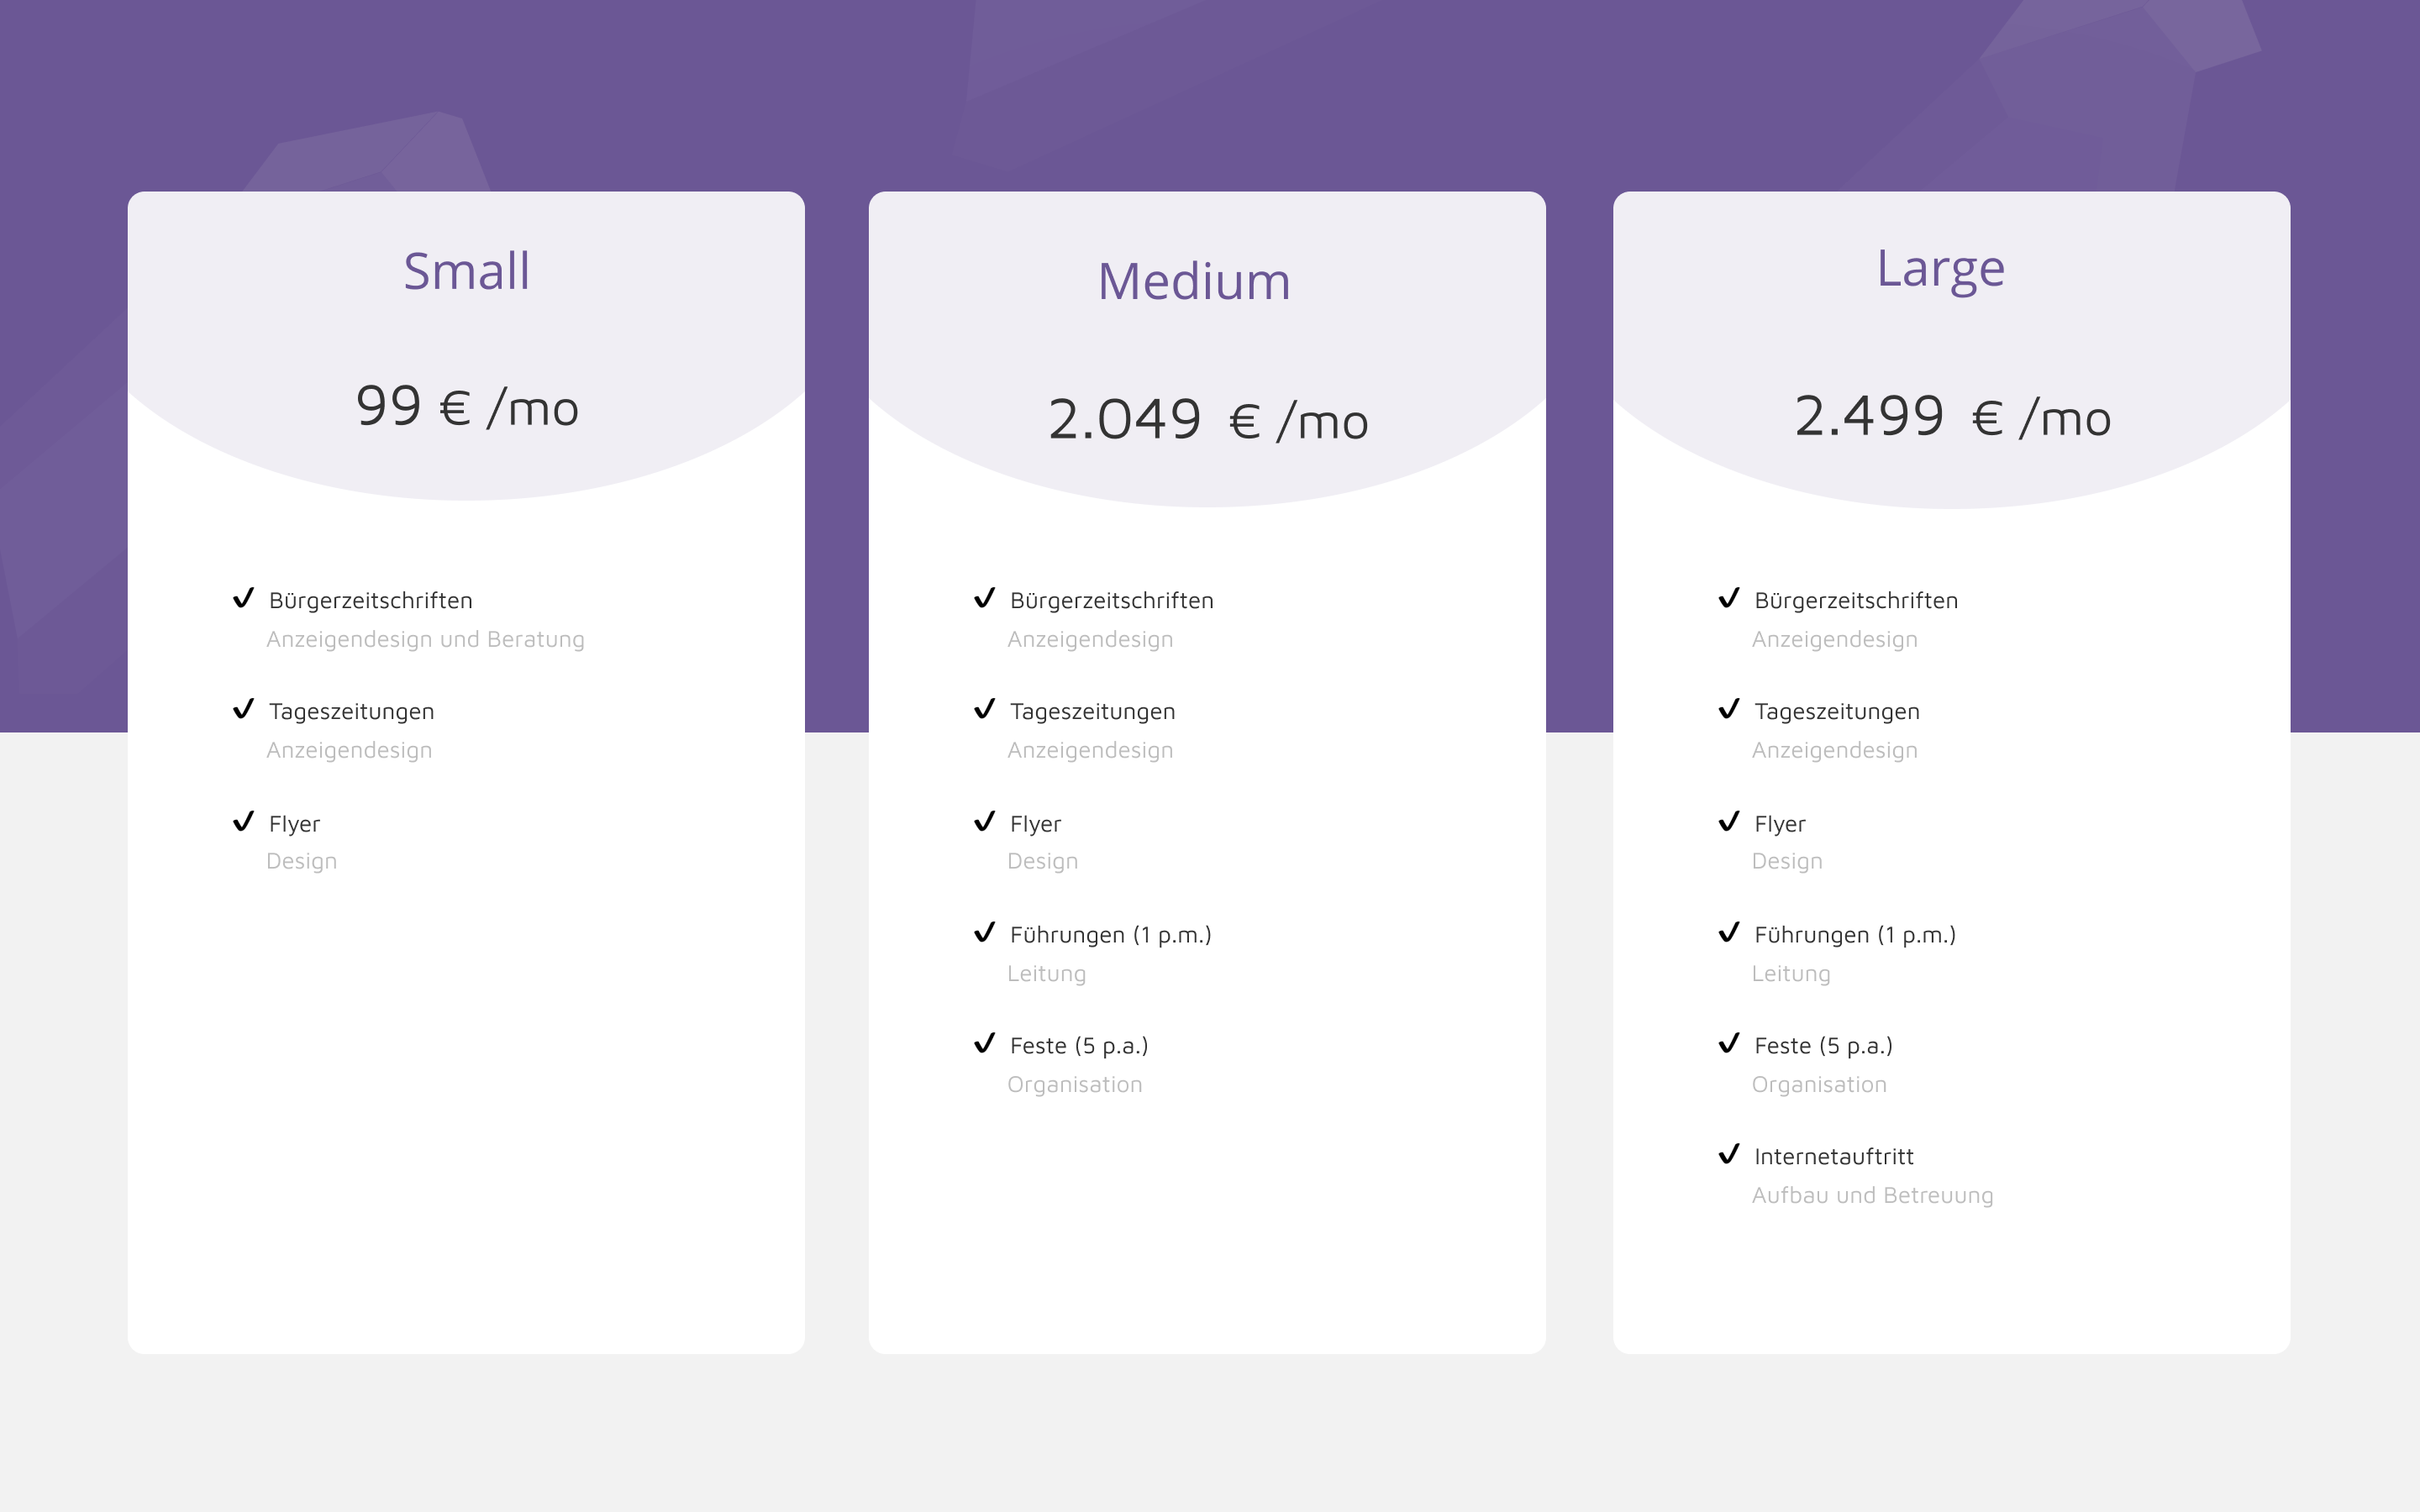 Small
99 € /mo
Bürgerzeitschriften
Anzeigendesign und Beratung
Tageszeitungen
Anzeigendesign
Flyer
Design
Medium
2.049 € /mo
Bürgerzeitschriften
Anzeigendesign
Tageszeitungen
Anzeigendesign
Flyer
Design
Führungen (1 p.m.)
Leitung
Feste (5 p.a.)
Organisation
Large
2.499 € /mo
Bürgerzeitschriften
Anzeigendesign
Tageszeitungen
Anzeigendesign
Flyer
Design
Führungen (1 p.m.)
Leitung
Feste (5 p.a.)
Organisation
Internetauftritt
Aufbau und Betreuung